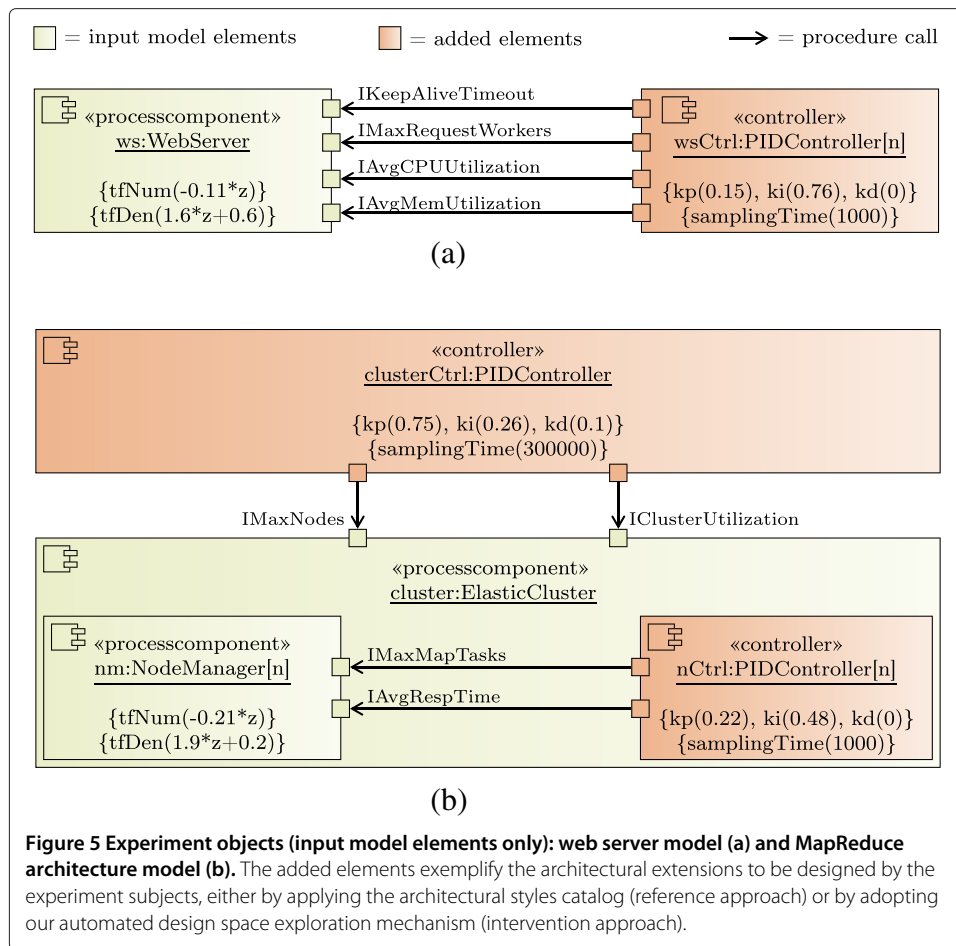 = input model elements = added elements = procedure call
IKeepAliveTimeout
«processcomponent» «controller»
ws:WebServer IMaxRequestWorkers wsCtrl:PIDController[n]
IAvgCPUUtilization
{tfNum(-0.11*z)} {kp(0.15), ki(0.76), kd(0)}
{tfDen(1.6*z+0.6)} IAvgMemUtilization {samplingTime(1000)}
(a)
«controller»
clusterCtrl:PIDController
{kp(0.75), ki(0.26), kd(0.1)}
{samplingTime(300000)}
IMaxNodes IClusterUtilization
«processcomponent»
cluster:ElasticCluster
«processcomponent» «controller»
nm:NodeManager[n] IMaxMapTasks nCtrl:PIDController[n]
IAvgRespTime
{tfNum(-0.21*z)} {kp(0.22), ki(0.48), kd(0)}
{tfDen(1.9*z+0.2)} {samplingTime(1000)}
(b)
Figure 5 Experiment objects (input model elements only): web server model (a) and MapReduce
architecture model (b). The added elements exemplify the architectural extensions to be designed by the
experiment subjects, either by applying the architectural styles catalog (reference approach) or by adopting
our automated design space exploration mechanism (intervention approach).